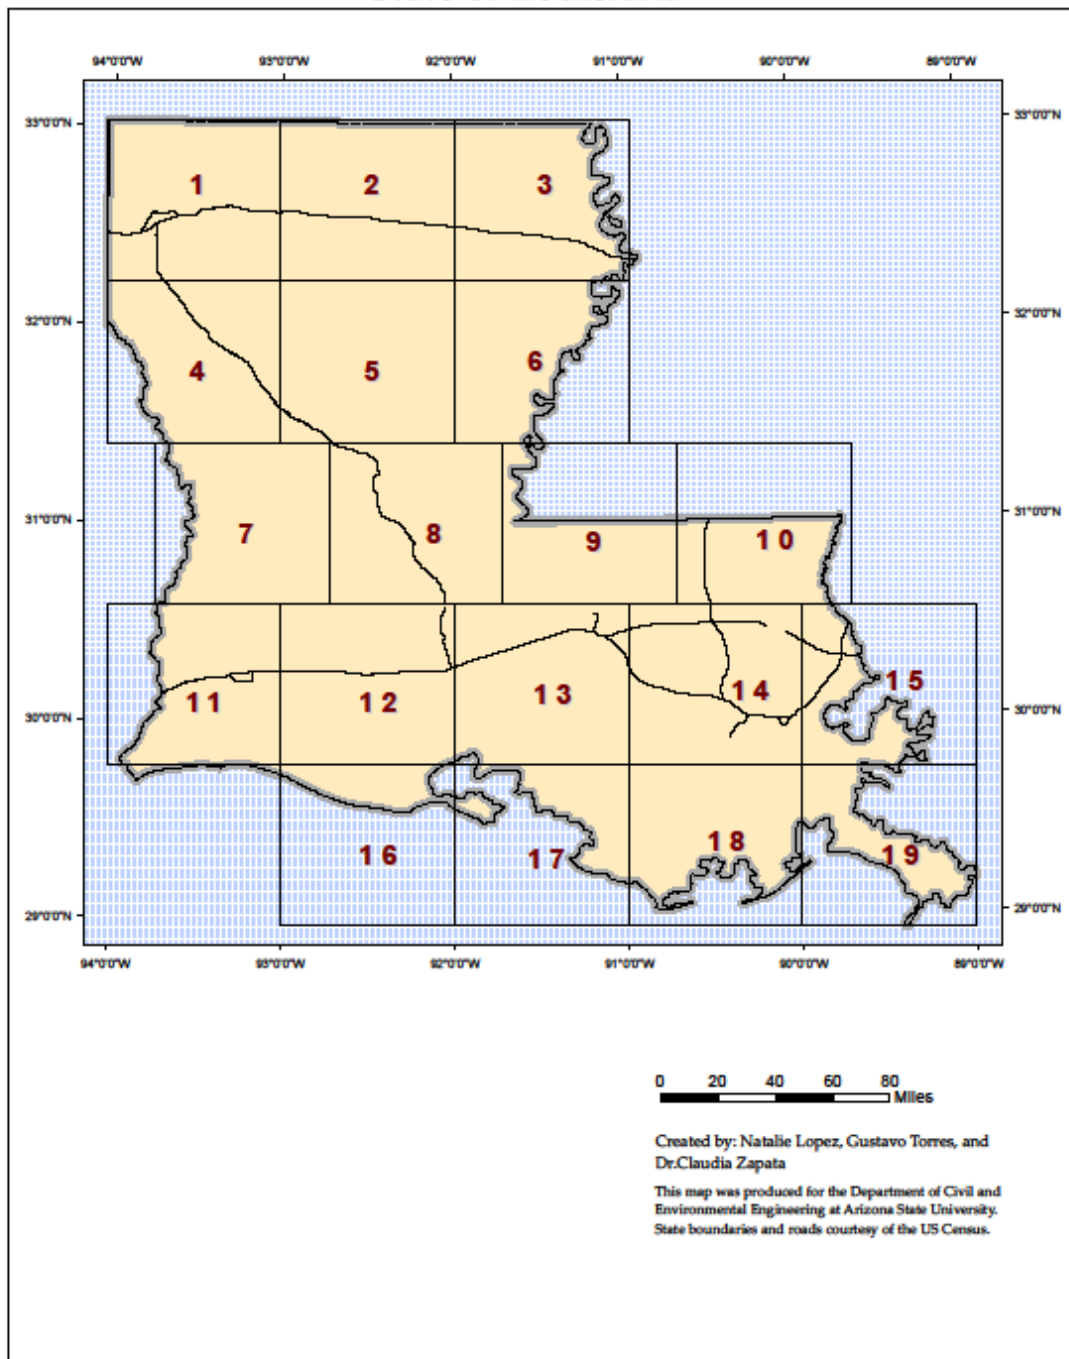 94°0'0"W 93°0'0"W 92°0'0"W 91°0'0"W 90°0'0"W 89°0'0"W
33°0'0"N 33°0'0"N
1 2 3
32°0'0"N 32°0'0"N
4 5 6
31°0'0"N 31°0'0"N
7 8 9 10
30°0'0"N 30°0'0"N
11 12 13 14 15
16 17 18 19
29°0'0"N 29°0'0"N
94°0'0"W 93°0'0"W 92°0'0"W 91°0'0"W 90°0'0"W 89°0'0"W
0 20 40 60 80
Miles
Created by: Natalie Lopez, Gustavo Torres, and
Dr.Claudia Zapata
This map was produced for the Department of Civil and
Environmental Engineering at Arizona State University.
State boundaries and roads courtesy of the US Census.